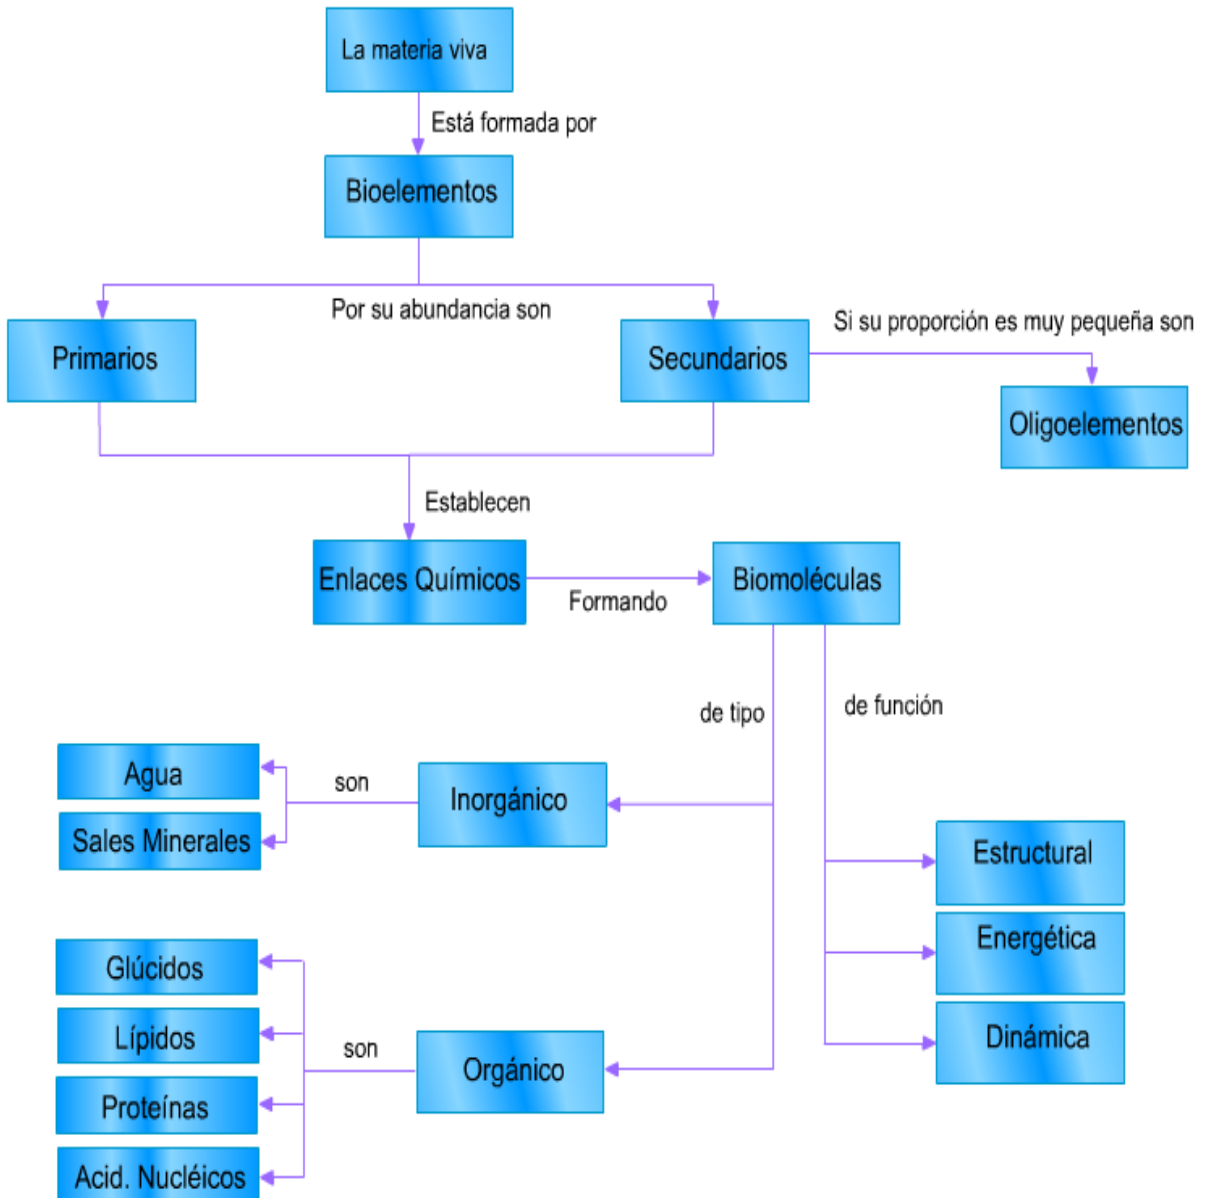 La materia viva
Está formada por
Bioelementos
Por su abundancia son
Primarios
Secundarios
Si su proporción es muy pequeña son
Oligoelementos
Establecen
Enlaces Químicos
Formando
Biomoléculas
de tipo
de función
Agua
son
Inorgánico
Sales Minerales
Estructural
Energética
Dinámica
Glúcidos
Lípidos
son
Orgánico
Proteínas
Acid. Nucléicos